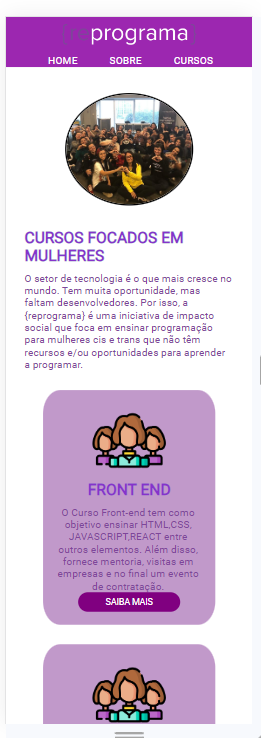 [reprograma]
HOME SOBRE CURSOS
CURSOS FOCADOS EM
MULHERES
O setor de tecnologia é o que mais cresce no
mundo. Tem muita oportunidade, mas
faltam desenvolvedores. Por isso, a
{reprograma} é uma iniciativa de impacto
social que foca em ensinar programação
para mulheres cis e trans que não têm
recursos e/ou oportunidades para aprender
a programar.
FRONT END
O Curso Front-end tem como
objetivo ensinar HTML,CSS,
JAVASCRIPT,REACT entre
outros elementos. Além disso,
fornece mentoria, visitas em
empresas e no final um evento
de contratação.
SAIBA MAIS